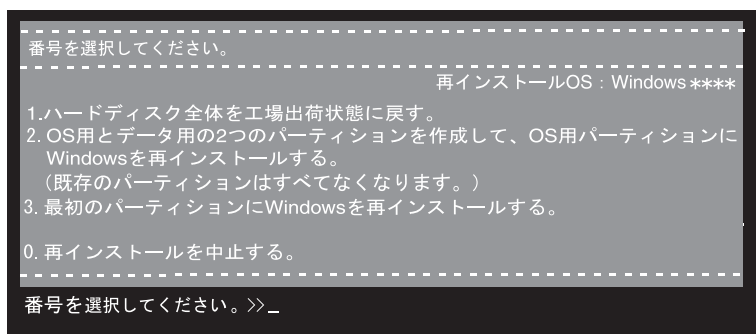 番号を選択してください。
再インストールOS：Windows****
1.ハードディスク全体を工場出荷状態に戻す。
2. OS用とデータ用の2つのパーティションを作成して、OS用パーティションに
Windowsを再インストールする。
（既存のパーティションはすべてなくなります。）
3. 最初のパーティションにWindowsを再インストールする。
0. 再インストールを中止する。
番号を選択してください。>>_